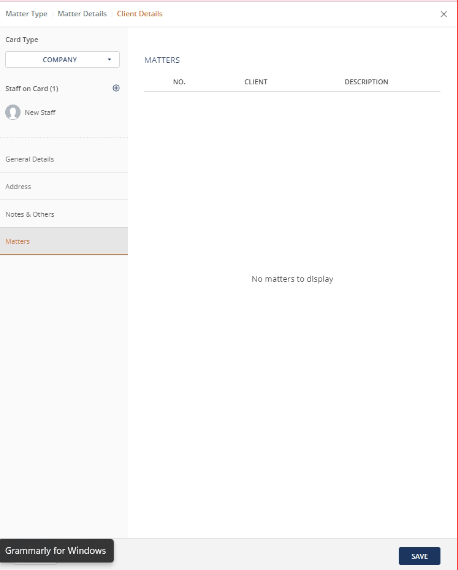 Matter Type Matter Details Client Details
Card Type
COMPANY
Staff on Card (1)
New Staff
General Details
Address
Notes & Others
Matters
MATTERS
NO. CLIENT DESCRIPTION
No matters to display
Grammarly for Windows
SAVE